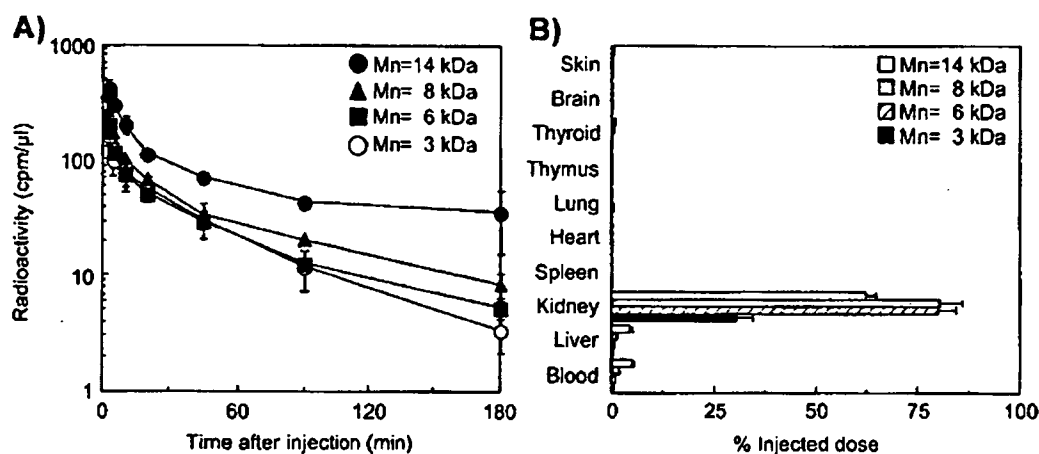 A)
1000
100
10
1
Radioactivity (cpm/µl)
0
60
120
180
Time after injection (min)
Mn=14 kDa
Mn= 8 kDa
Mn= 6 kDa
Mn= 3 kDa
B)
Skin
Brain
Thyroid
Thymus
Lung
Heart
Spleen
Kidney
Liver
Blood
0
25
50
75
100
% Injected dose
Mn=14 kDa
Mn= 8 kDa
Mn= 6 kDa
Mn= 3 kDa